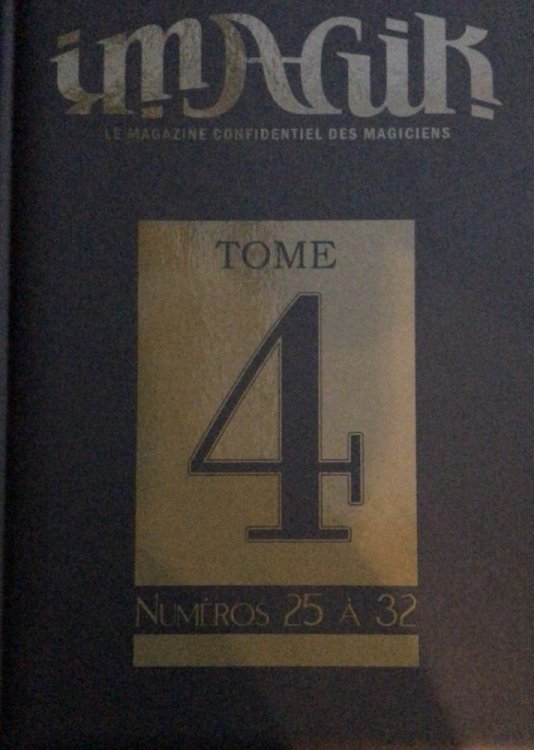 imAGiK
LE MAGAZINE CONFIDENTIEL DES MAGICIENS
TOME
4
NUMÉROS 25 À 32